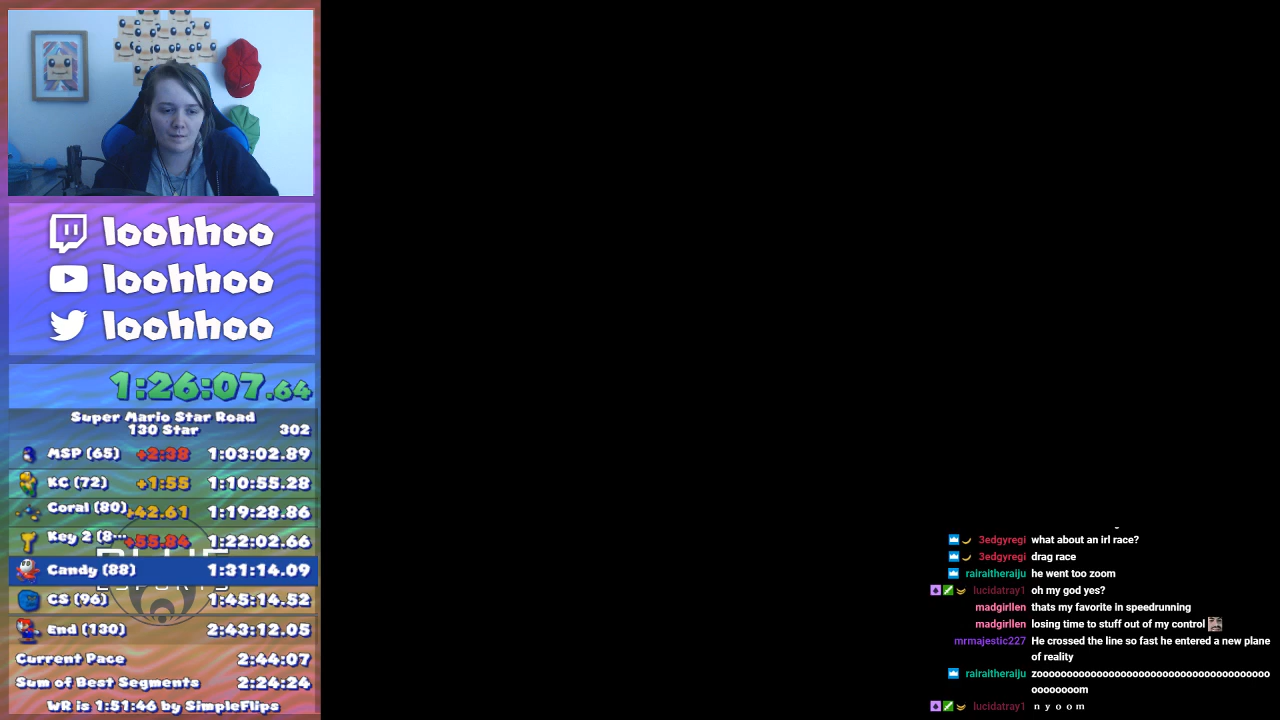 loohhoo
loohhoo
loohhoo
1:26:07.64
Super Mario Star Road
130 Star 302
MSP (65) +2:38 1:03:02.89
KC (72) +1:55 1:10:55.28
Coral (80) +42.61 1:19:28.86
Key 2 (8… +55.84 1:22:02.66
Candy (88) 1:31:14.09
CS (96) 1:45:14.52
End (130) 2:43:12.05
Current Pace 2:44:07
Sum of Best Segments 2:24:24
WR is 1:51:46 by SimpleFlips
3edgyregi what about an irl race?
3edgyregi drag race
rairaitheraiju he went too zoom
lucidatray1 oh my god yes?
madgirllen thats my favorite in speedrunning
madgirllen losing time to stuff out of my control
mrmajestic227 He crossed the line so fast he entered a new plane
of reality
rairaitheraiju zooooooooooooooooooooooooooooooooooooooo
ooooooooom
lucidatray1 n y o o m